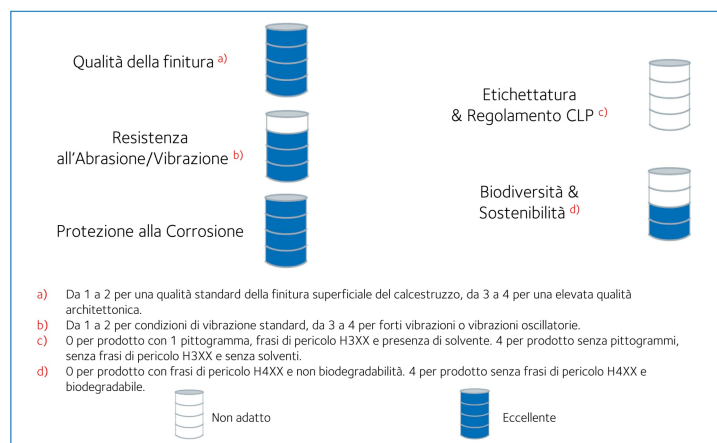 Qualità della finitura a)
Resistenza
all'Abrasione/Vibrazione b)
Protezione alla Corrosione
Etichettatura
& Regolamento CLP c)
Biodiversità &
Sostenibilità d)
a) Da 1 a 2 per una qualità standard della finitura superficiale del calcestruzzo, da 3 a 4 per una elevata qualità
architettonica.
b) Da 1 a 2 per condizioni di vibrazione standard, da 3 a 4 per forti vibrazioni o vibrazioni oscillatorie.
c) 0 per prodotto con 1 pittogramma, frasi di pericolo H3XX e presenza di solvente. 4 per prodotto senza pittogrammi,
senza frasi di pericolo H3XX e senza solventi.
d) 0 per prodotto con frasi di pericolo H4XX e non biodegradabilità. 4 per prodotto senza frasi di pericolo H4XX e
biodegradabile.
Non adatto
Eccellente